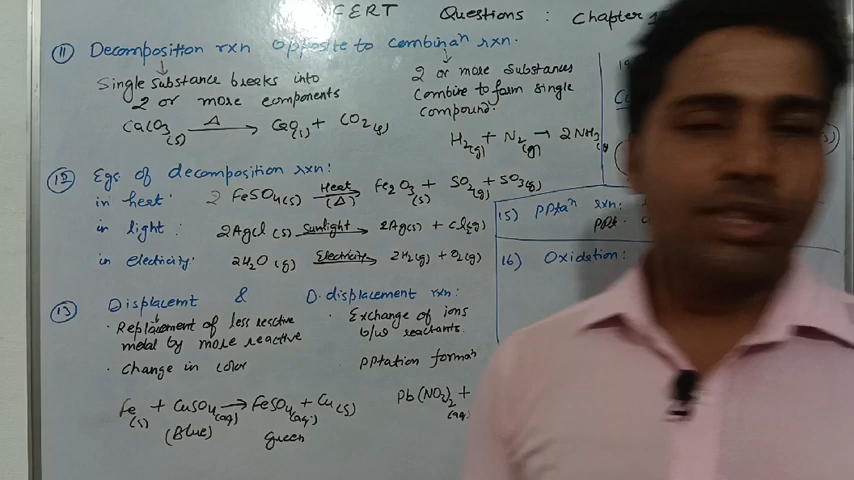 CERT Questions : Chapter
11 Decomposition rxn opposite to combinaⁿ rxn.
Single substance breaks into
2 or more components
CaCO3(s) Δ → CaO(s) + CO2(g)
2 or more substances
combine to form single
compound.
H2(g) + N2(g) → 2NH3(g)
12 Egs of decomposition rxn:
in heat: 2 FeSO4(s) Heat (Δ) → Fe2O3(s) + SO2(g) + SO3(g)
in light: 2AgCl(s) Sunlight → 2Ag(s) + Cl2(g)
in electricity: 2H2O(g) Electricity → 2H2(g) + O2(g)
15) PPtaⁿ rxn:
ppt.
16) Oxidation:
13 Displacemt & D. displacement rxn:
· Replacement of less reactive
metal by more reactive
· change in color
Fe(s) + CuSO4(aq) → FeSO4(aq.) + Cu(s)
(Blue) green
· Exchange of ions
b/w reactants.
pptation formaⁿ
Pb(NO3)2(aq) +